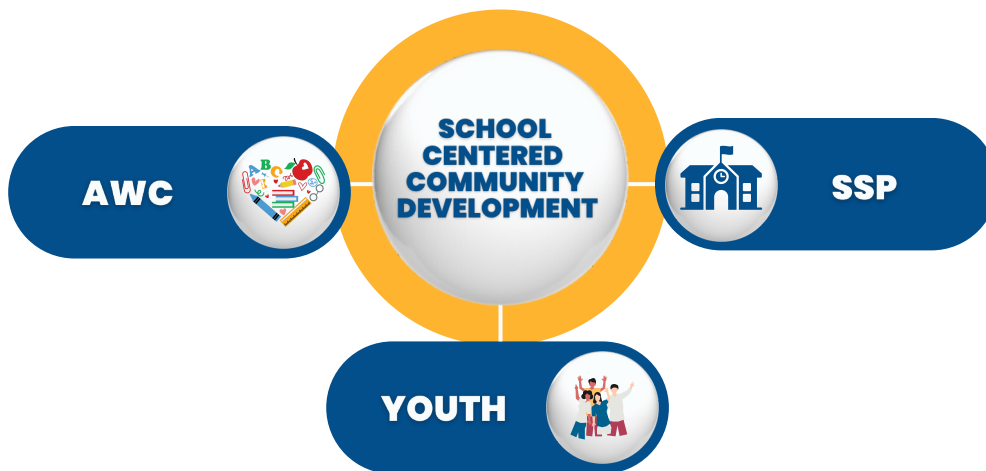 SCHOOL
CENTERED
COMMUNITY
DEVELOPMENT
AWC
SSP
YOUTH